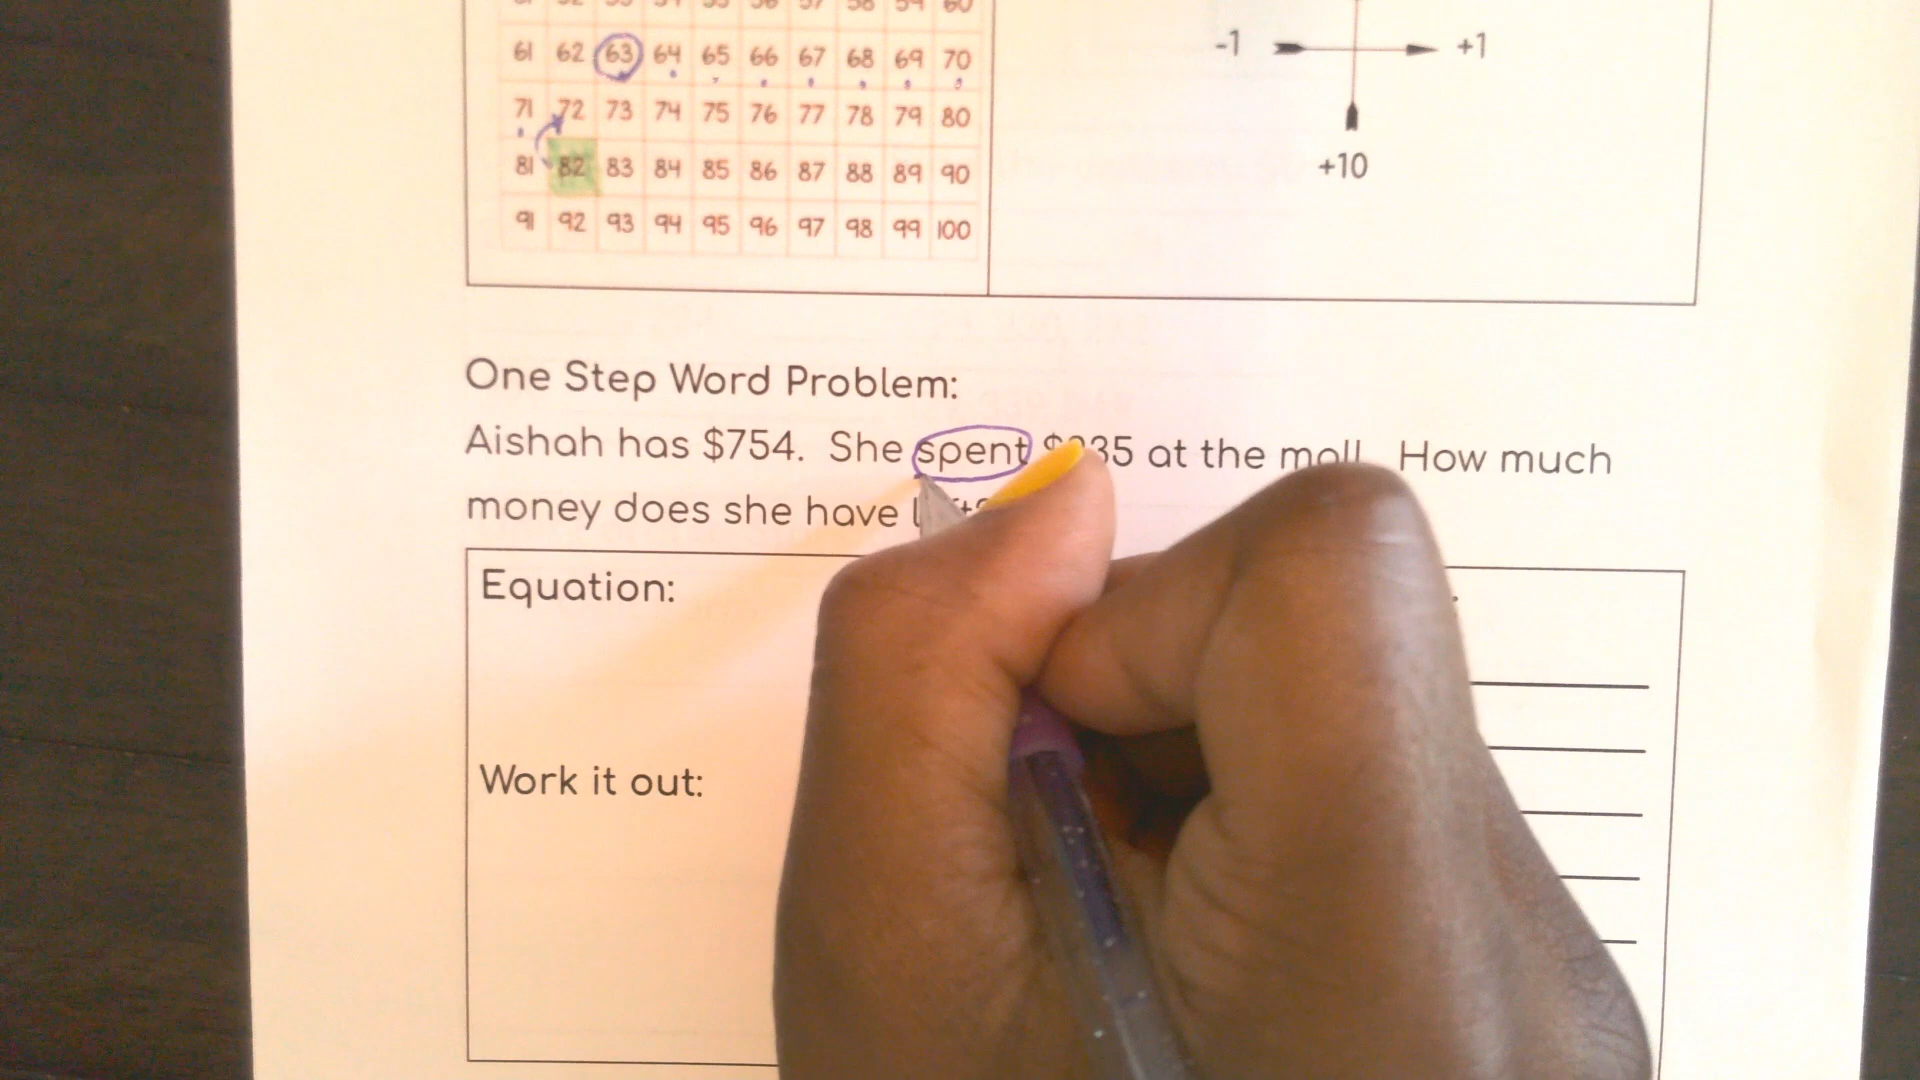 60
61 62 63 64 65 66 67 68 69 70
71 72 73 74 75 76 77 78 79 80
81 82 83 84 85 86 87 88 89 90
91 92 93 94 95 96 97 98 99 100
-1 +1
+10
One Step Word Problem:
Aishah has $754. She spent 35 at the mall. How much
money does she have
Equation:
Work it out: